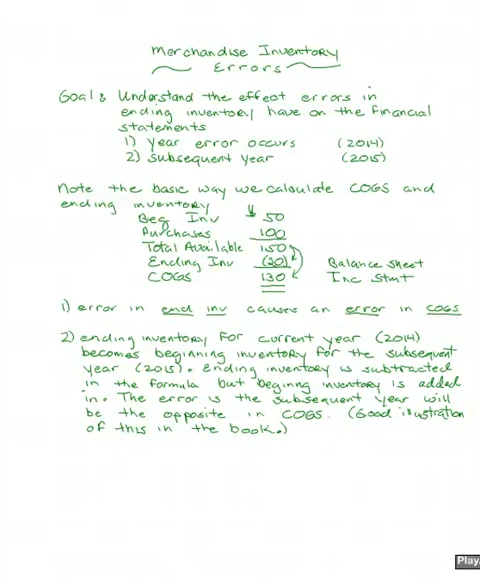 Merchandise Inventory
Errors
Goal: Understand the effect errors in
ending inventory have on the financial
statements
1) year error occurs (2014)
2) subsequent year (2015)
Note the basic way we calculate COGS and
ending inventory
Beg Inv $ 50
Purchases 100
Total Available 150
Ending Inv (20) Balance sheet
COGS 130 Inc Stmt
1) error in end inv causes an error in COGS
2) ending inventory for current year (2014)
becomes beginning inventory for the subsequent
year (2015). Ending inventory is subtracted
in the formula but beginning inventory is added
in. The error is the subsequent year will
be the opposite in COGS. (Good illustration
of this in the book.)
Play